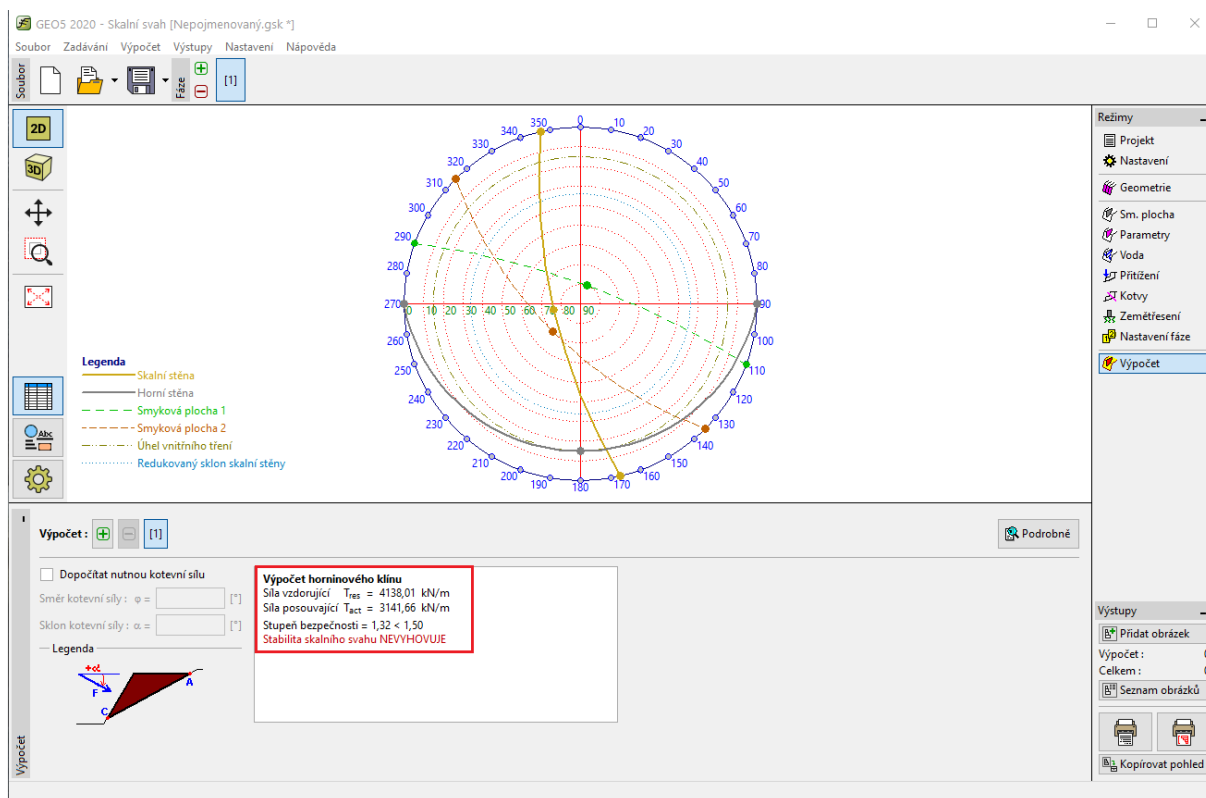 GEO5 2020 - Skalní svah [Nepojmenovaný.gsk *]
Soubor Zadávání Výpočet Výstupy Nastavení Nápověda
Soubor
Fáze
[1]
2D
3D
0 10 20 30 40 50 60 70 80 90 100 110 120 130 140 150 160 170 180 190 200 210 220 230 240 250 260 270 280 290 300 310 320 330 340 350
0 10 20 30 40 50 60 70 80 90
Legenda
Skalní stěna
Horní stěna
Smyková plocha 1
Smyková plocha 2
Úhel vnitřního tření
Redukovaný sklon skalní stěny
Abc
Režimy
Projekt
Nastavení
Geometrie
Sm. plocha
Parametry
Voda
Přitížení
Kotvy
Zemětřesení
Nastavení fáze
Výpočet
Výpočet : [1]
Podrobně
Dopočítat nutnou kotevní sílu
Směr kotevní síly : φ = [°]
Sklon kotevní síly : α = [°]
Legenda
+α
F
A
C
Výpočet horninového klínu
Síla vzdorující Tres = 4138,01 kN/m
Síla posouvající Tact = 3141,66 kN/m
Stupeň bezpečnosti = 1,32 < 1,50
Stabilita skalního svahu NEVYHOVUJE
Výpočet
Výstupy
Přidat obrázek
Výpočet :
Celkem :
Seznam obrázků
Kopírovat pohled